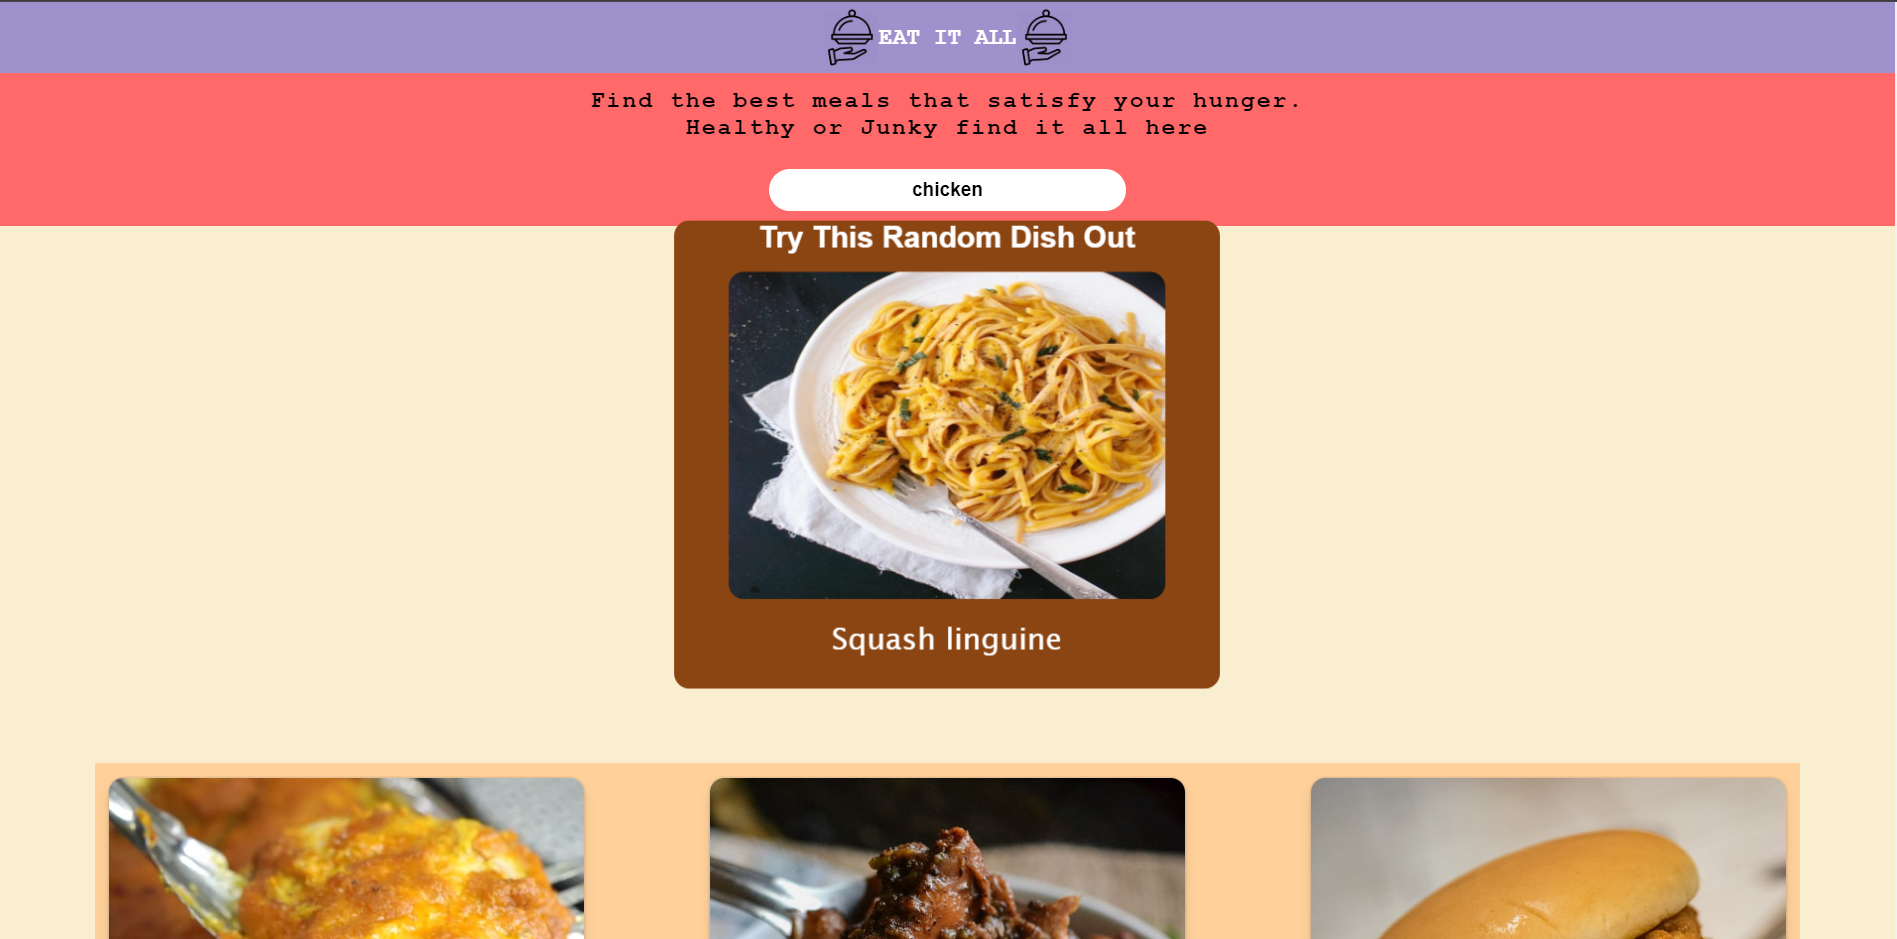 EAT IT ALL
Find the best meals that satisfy your hunger.
Healthy or Junky find it all here
chicken
Try This Random Dish Out
Squash linguine